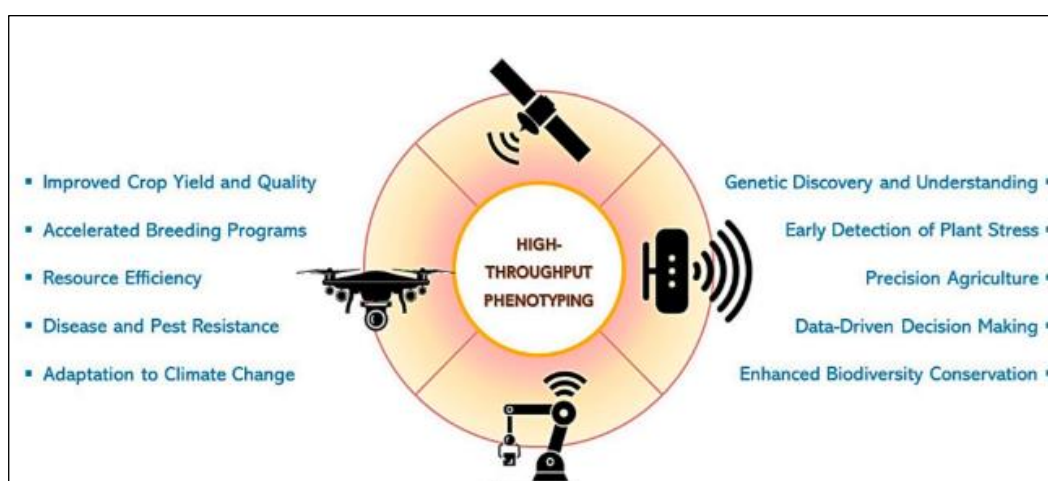 Improved Crop Yield and Quality
Accelerated Breeding Programs
Resource Efficiency
Disease and Pest Resistance
Adaptation to Climate Change
HIGH-
THROUGHPUT
PHENOTYPING
Genetic Discovery and Understanding
Early Detection of Plant Stress
Precision Agriculture
Data-Driven Decision Making
Enhanced Biodiversity Conservation